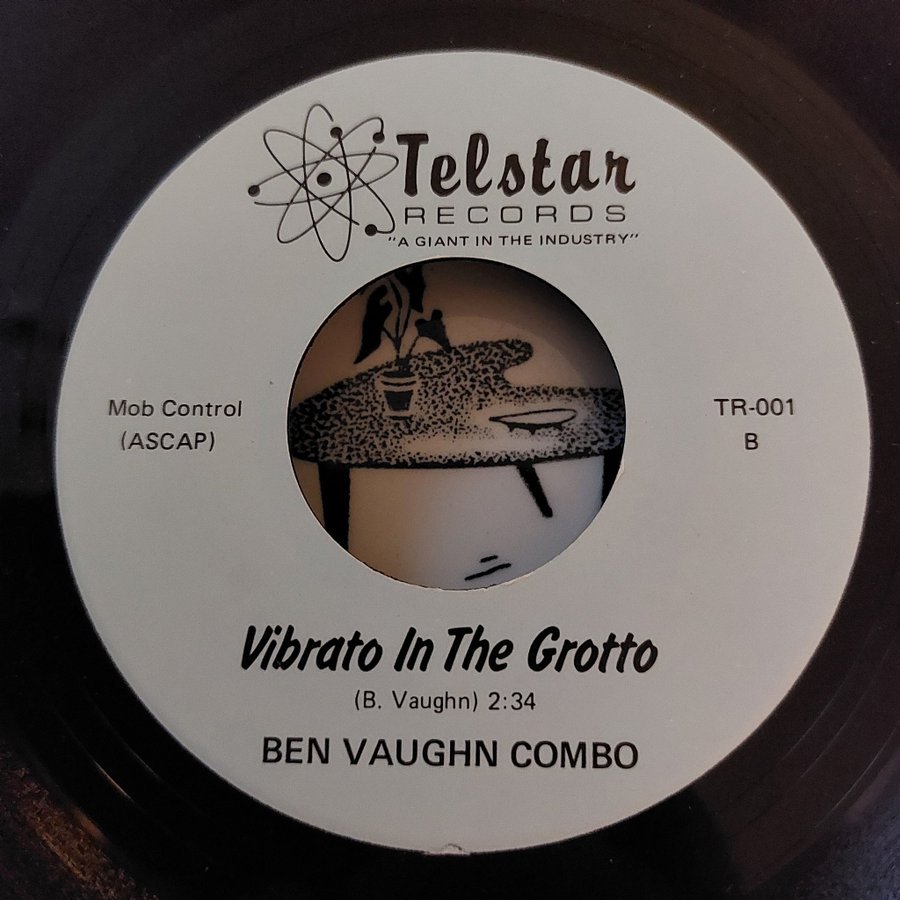 Telstar
RECORDS
"A GIANT IN THE INDUSTRY"
Mob Control
(ASCAP)
TR-001
B
Vibrato In The Grotto
(B. Vaughn) 2:34
BEN VAUGHN COMBO